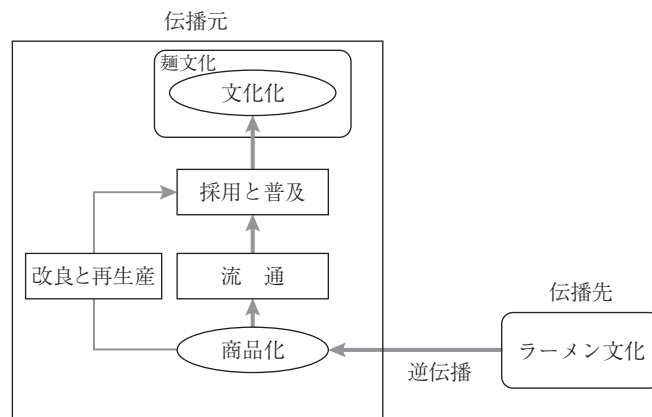 伝播元
麺文化
文化化
採用と普及
改良と再生産
流　通
伝播先
商品化
ラーメン文化
逆伝播